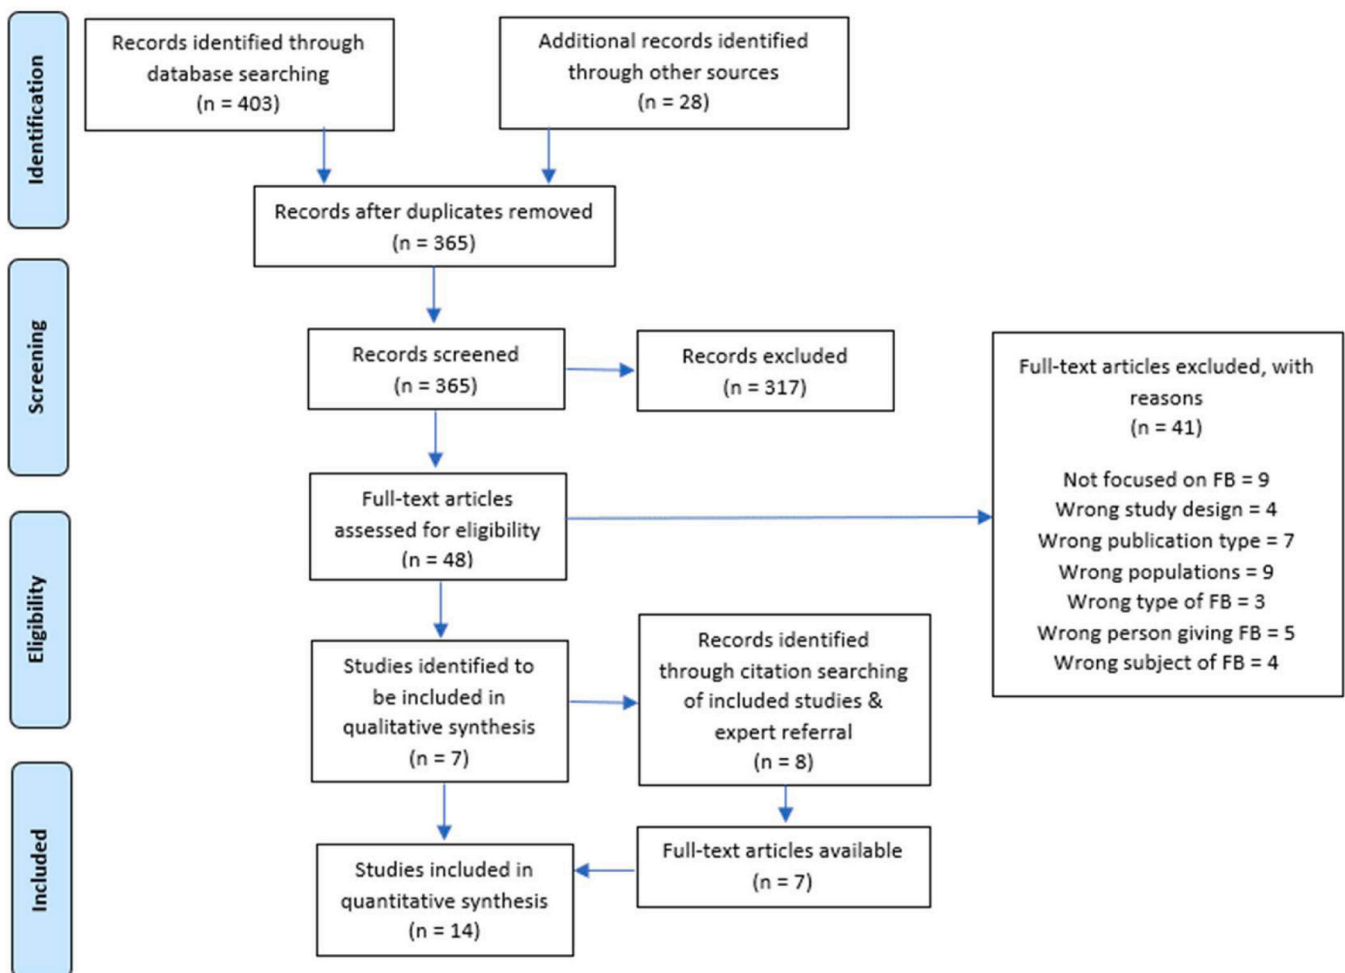 Identification
Records identified through
database searching
(n = 403)
Additional records identified
through other sources
(n = 28)
Records after duplicates removed
(n = 365)
Screening
Records screened
(n = 365)
Records excluded
(n = 317)
Full-text articles excluded, with
reasons
(n = 41)
Not focused on FB = 9
Wrong study design = 4
Wrong publication type = 7
Wrong populations = 9
Wrong type of FB = 3
Wrong person giving FB = 5
Wrong subject of FB = 4
Eligibility
Full-text articles
assessed for eligibility
(n = 48)
Studies identified to
be included in
qualitative synthesis
(n = 7)
Records identified
through citation searching
of included studies &
expert referral
(n = 8)
Included
Full-text articles available
(n = 7)
Studies included in
quantitative synthesis
(n = 14)